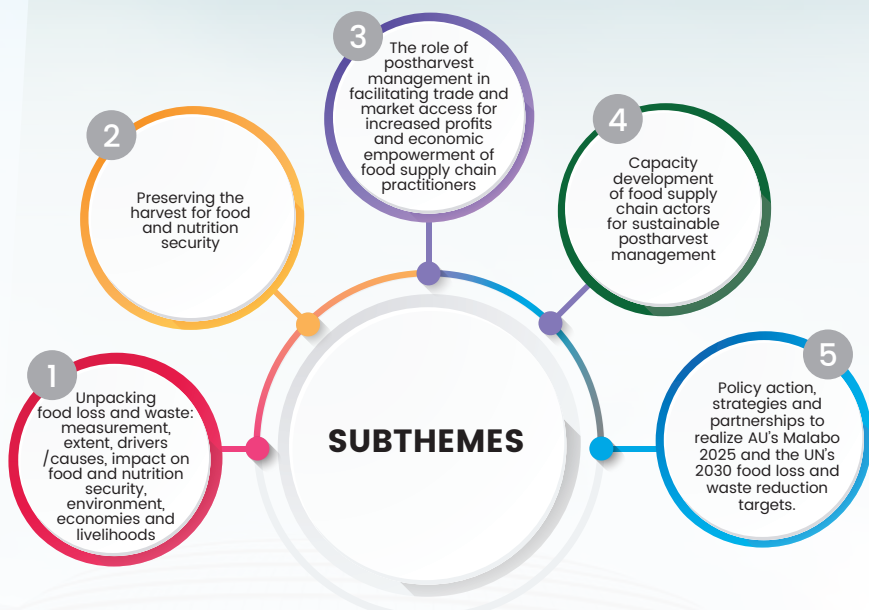 1
Unpacking
food loss and waste:
measurement,
extent, drivers
/causes, impact on
food and nutrition
security,
environment,
economies and
livelihoods
2
Preserving the
harvest for food
and nutrition
security
3
The role of
postharvest
management in
facilitating trade and
market access for
increased profits
and economic
empowerment of
food supply chain
practitioners
4
Capacity
development
of food supply
chain actors
for sustainable
postharvest
management
5
Policy action,
strategies and
partnerships to
realize AU's Malabo
2025 and the UN's
2030 food loss and
waste reduction
targets.
SUBTHEMES